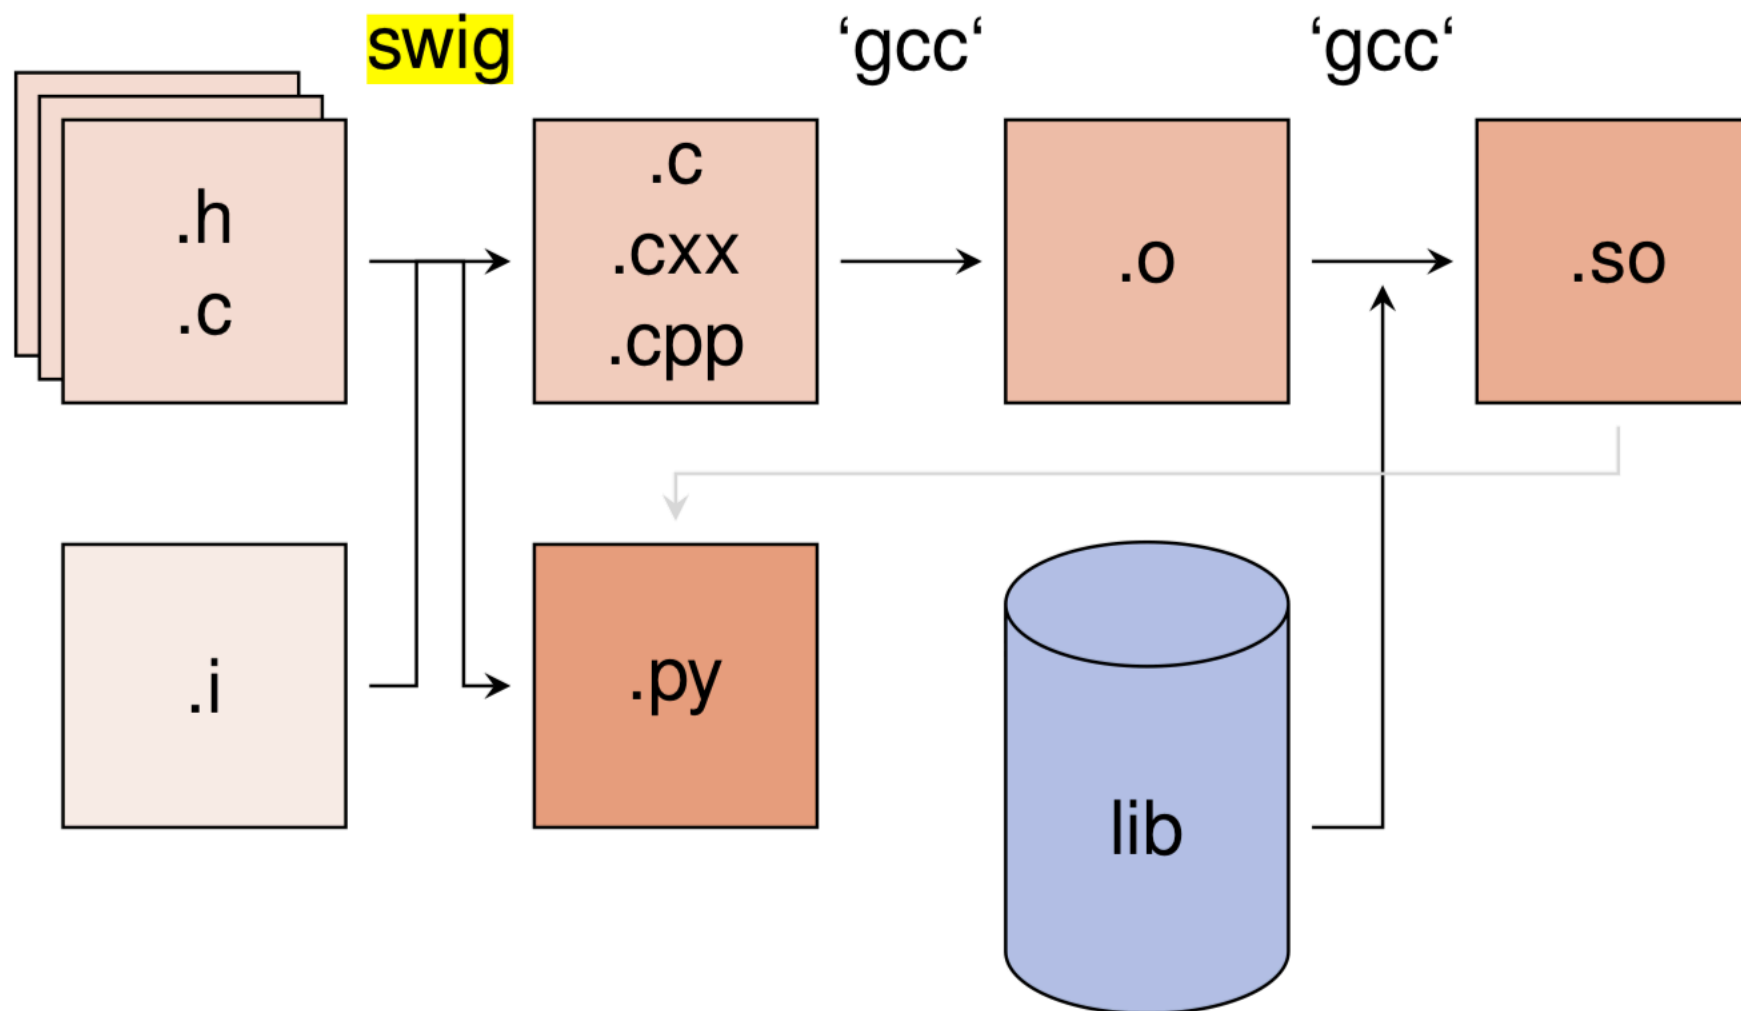 swig
‘gcc‘
‘gcc‘
.h
.c
.c
.cxx
.cpp
.o
.so
.i
.py
lib